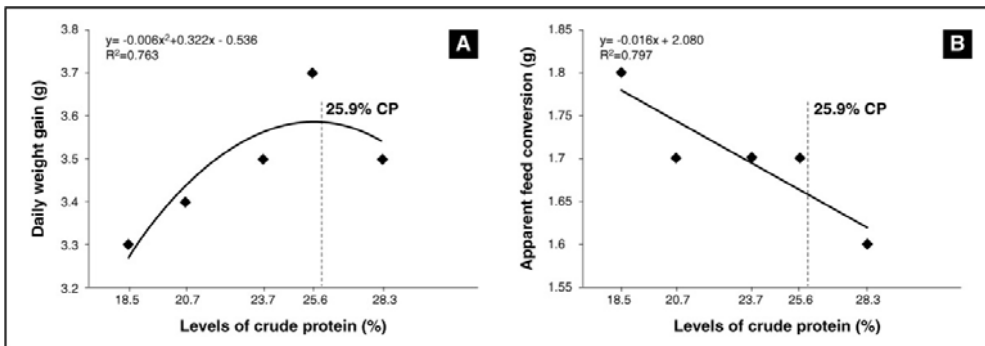 y= -0.006x²+0.322x - 0.536
R²=0.763
A
3.8
3.7
3.6
3.5
3.4
3.3
3.2
25.9% CP
Daily weight gain (g)
18.5 20.7 23.7 25.6 28.3
Levels of crude protein (%)
y= -0.016x + 2.080
R²=0.797
B
1.85
1.8
1.75
1.7
1.65
1.6
1.55
25.9% CP
Apparent feed conversion (g)
18.5 20.7 23.7 25.6 28.3
Levels of crude protein (%)